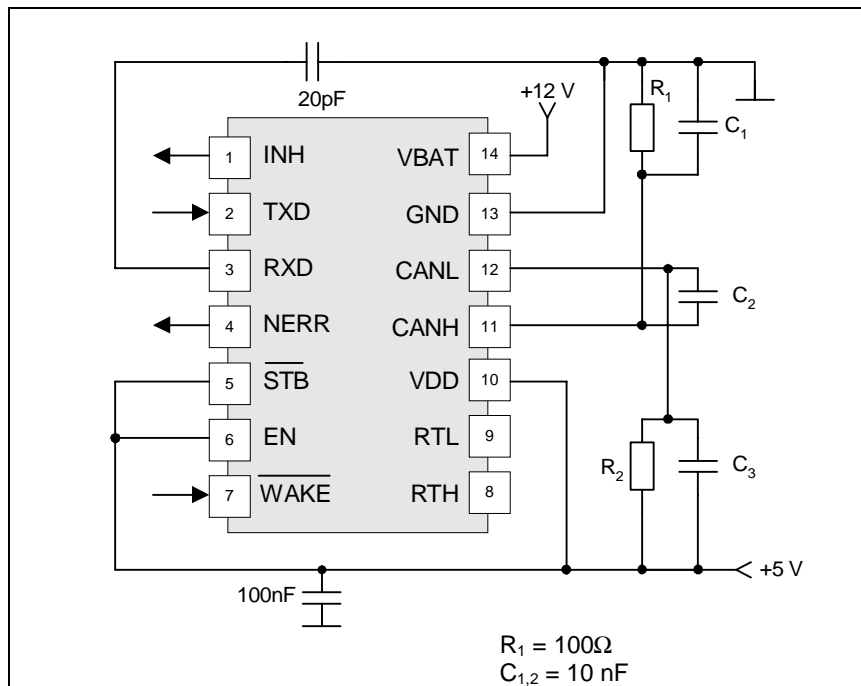 20pF
+12 V
R1
C1
1 INH
VBAT 14
2 TXD
GND 13
3 RXD
CANL 12
C2
4 NERR
CANH 11
5 STB
VDD 10
6 EN
RTL 9
R2
C3
7 WAKE
RTH 8
100nF
+5 V
R1 = 100Ω
C1,2 = 10 nF